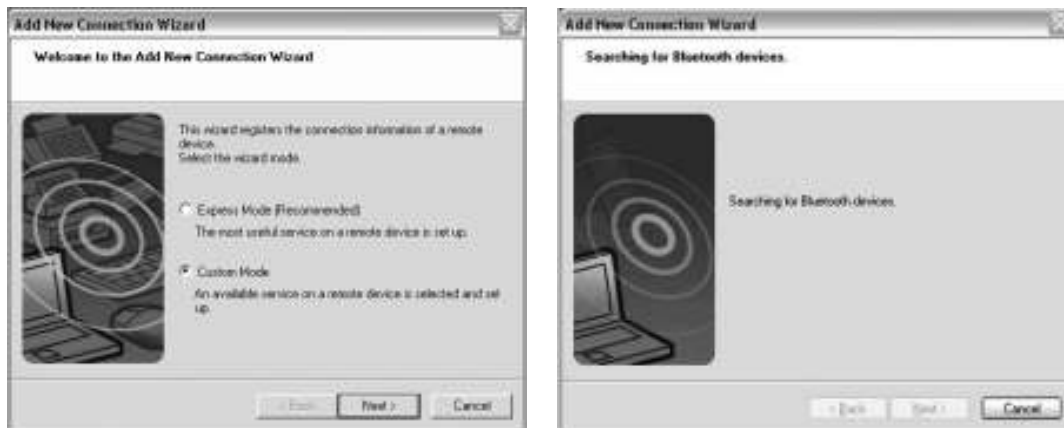 Add New Connection Wizard
Welcome to the Add New Connection Wizard
This wizard registers the connection information of a remote
device.
Select the wizard mode.
Express Mode (Recommended)
The most useful service on a remote device is set up.
Custom Mode
An available service on a remote device is selected and set
up.
< Back
Next >
Cancel
Add New Connection Wizard
Searching for Bluetooth devices.
Searching for Bluetooth devices.
< Back
Next >
Cancel